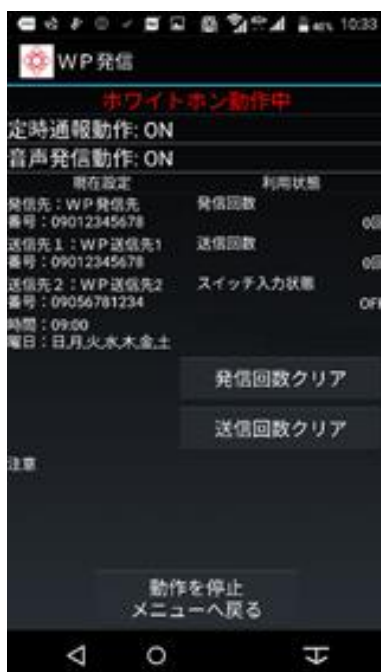 10:33
WP発信
ホワイトホン動作中
定時通報動作: ON
音声発信動作: ON
現在設定
利用状態
発信先：WP発信先
番号：09012345678
発信回数
0回
送信先1：WP送信先1
番号：09012345678
送信回数
0回
送信先2：WP送信先2
番号：09056781234
スイッチ入力状態
OFF
時間：09:00
曜日：日,月,火,水,木,金,土
発信回数クリア
送信回数クリア
注意
動作を停止
メニューへ戻る